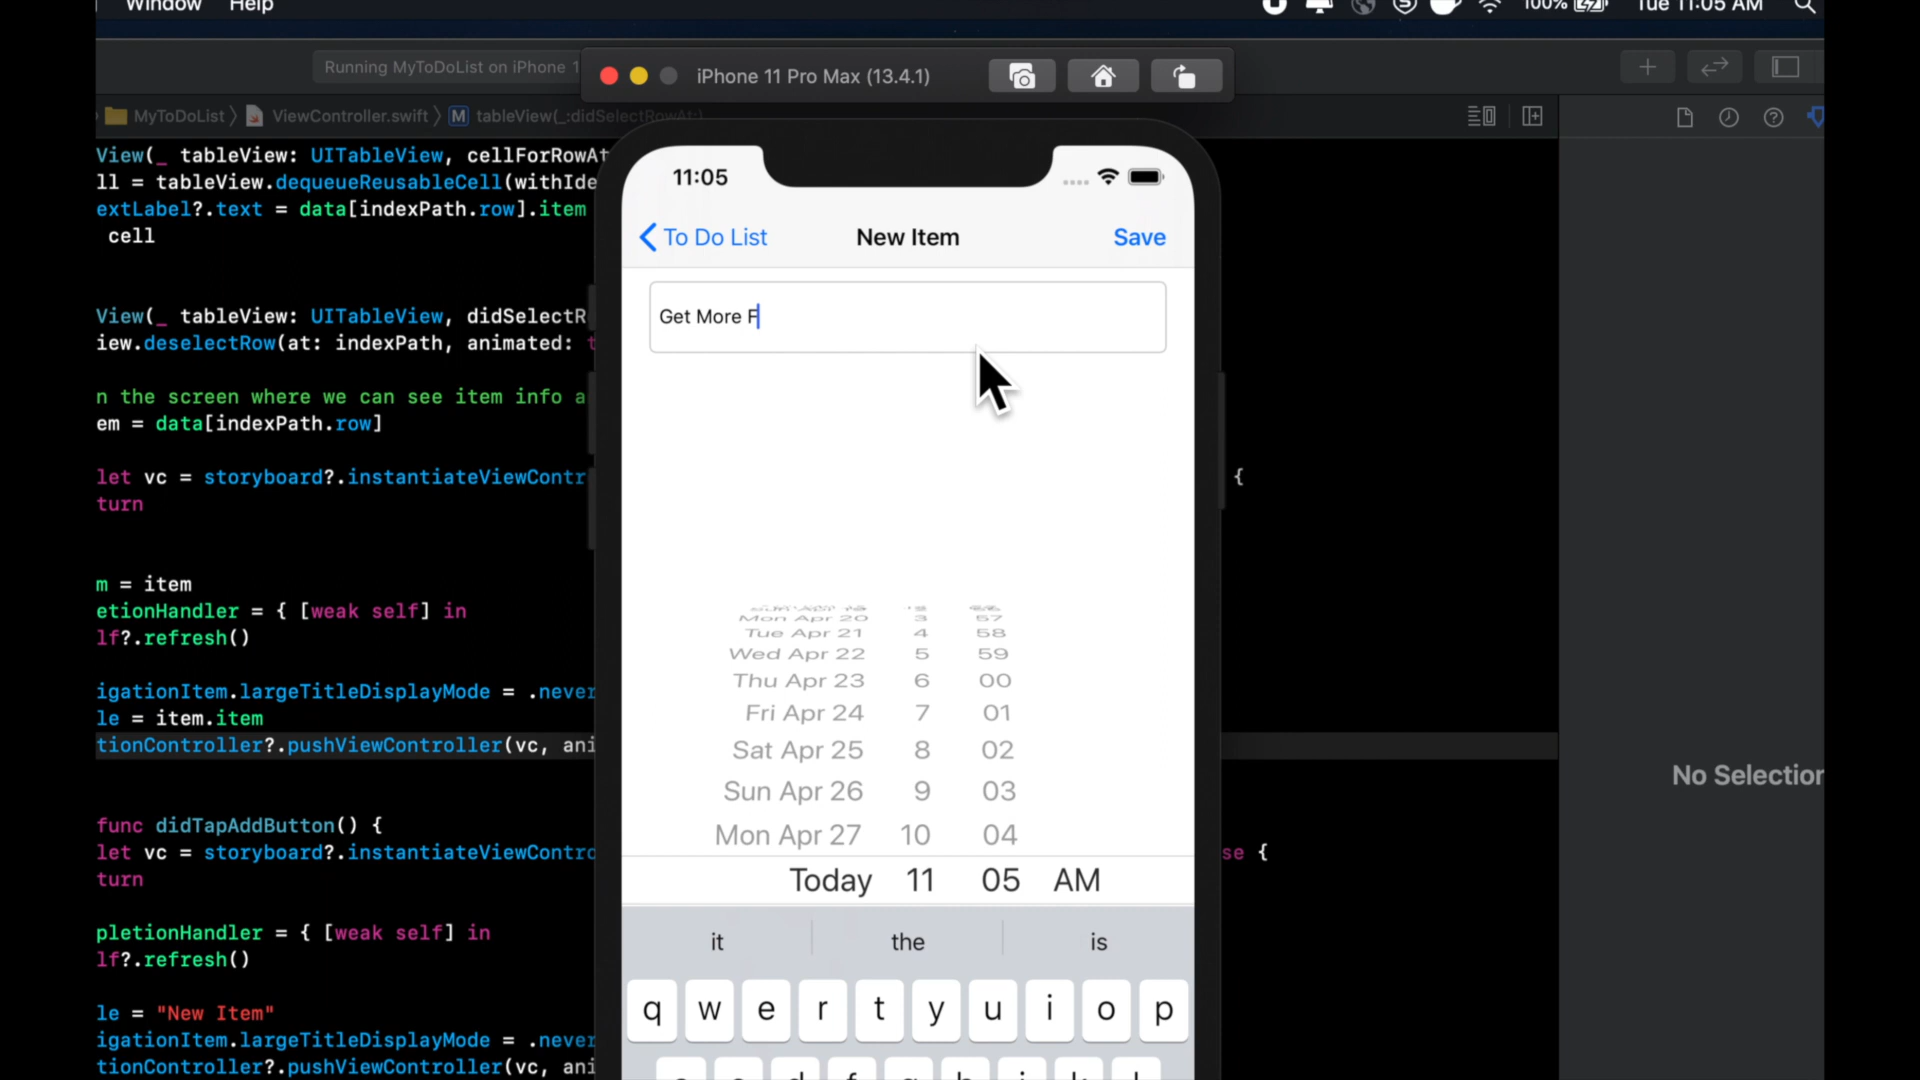 Window Help
100% Tue 11:05 AM
Running MyToDoList on iPhone 1
iPhone 11 Pro Max (13.4.1)
MyToDoList ViewController.swift M tableView(_:didSelectRowAt:)
View(_ tableView: UITableView, cellForRowAt
ll = tableView.dequeueReusableCell(withIde
extLabel?.text = data[indexPath.row].item
cell
View(_ tableView: UITableView, didSelectR
iew.deselectRow(at: indexPath, animated: t
n the screen where we can see item info a
em = data[indexPath.row]
let vc = storyboard?.instantiateViewContr {
turn
m = item
etionHandler = { [weak self] in
lf?.refresh()
igationItem.largeTitleDisplayMode = .never
le = item.item
tionController?.pushViewController(vc, ani
func didTapAddButton() {
let vc = storyboard?.instantiateViewContro se {
turn
pletionHandler = { [weak self] in
lf?.refresh()
le = "New Item"
igationItem.largeTitleDisplayMode = .never
tionController?.pushViewController(vc, ani
11:05
To Do List New Item Save
Get More F
Mon Apr 20 3 57
Tue Apr 21 4 58
Wed Apr 22 5 59
Thu Apr 23 6 00
Fri Apr 24 7 01
Sat Apr 25 8 02
Sun Apr 26 9 03
Mon Apr 27 10 04
Today 11 05 AM
it the is
q w e r t y u i o p
No Selection